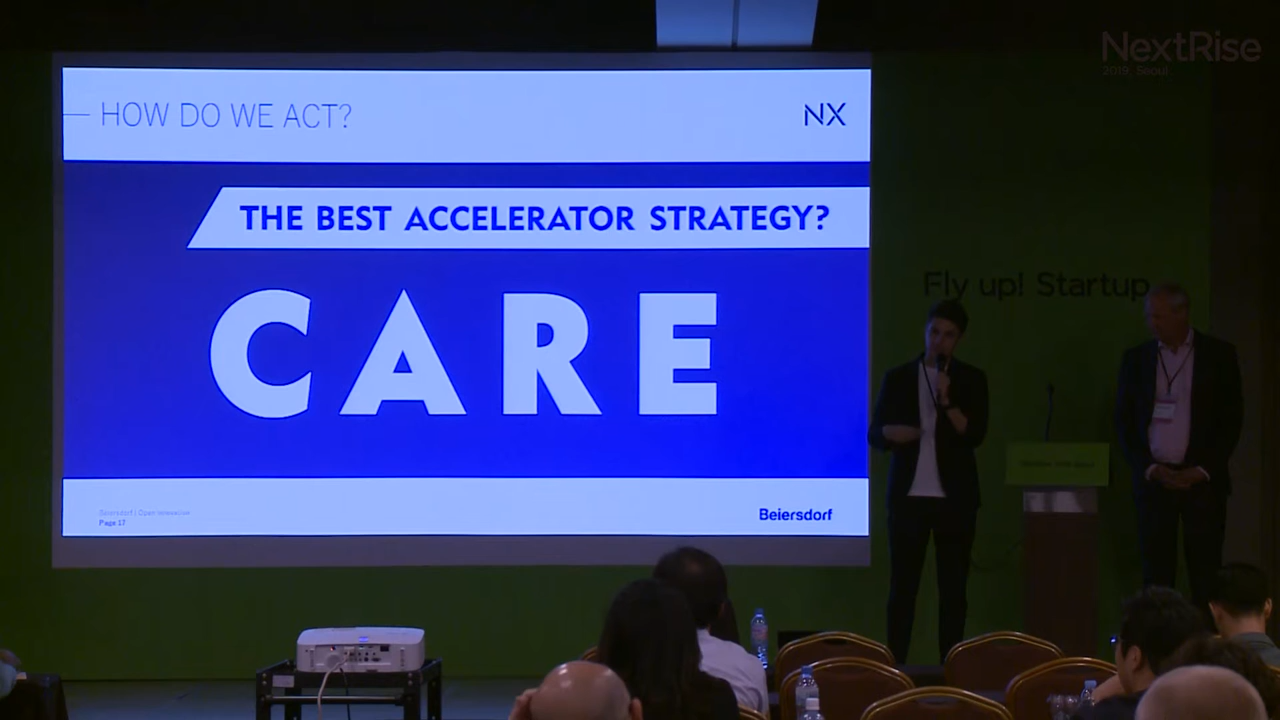 NextRise
2019, Seoul
HOW DO WE ACT?
NX
THE BEST ACCELERATOR STRATEGY?
CARE
Beiersdorf
Page 17
Beiersdorf
Fly up! Startup